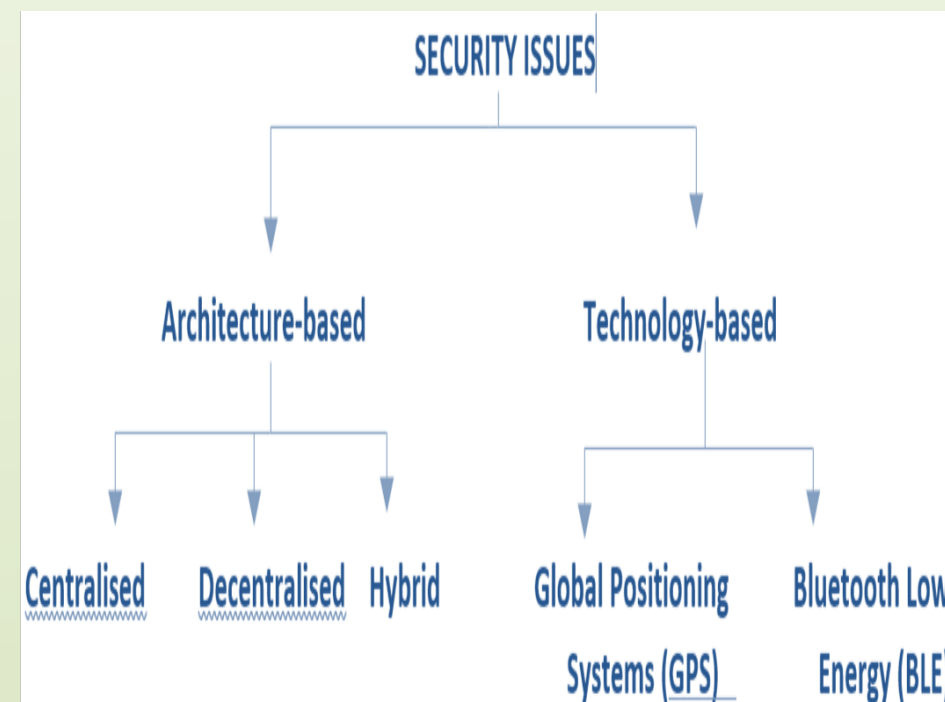 SECURITY ISSUES
Architecture-based
Technology-based
Centralised
Decentralised
Hybrid
Global Positioning
Systems (GPS)
Bluetooth Low
Energy (BLE)